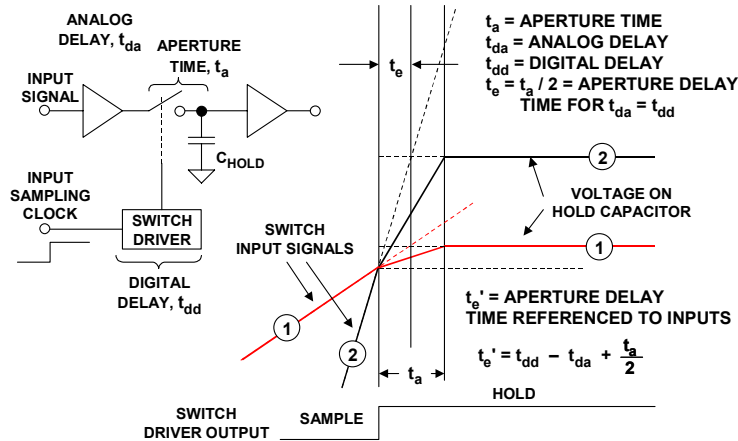 ANALOG
DELAY, tda
APERTURE
TIME, ta
INPUT
SIGNAL
CHOLD
INPUT
SAMPLING
CLOCK
SWITCH
DRIVER
DIGITAL
DELAY, tdd
te
ta = APERTURE TIME
tda = ANALOG DELAY
tdd = DIGITAL DELAY
te = ta / 2 = APERTURE DELAY
TIME FOR tda = tdd
2
VOLTAGE ON
HOLD CAPACITOR
1
SWITCH
INPUT SIGNALS
1
2
te' = APERTURE DELAY
TIME REFERENCED TO INPUTS
te' = tdd – tda + ta/2
ta
HOLD
SAMPLE
SWITCH
DRIVER OUTPUT